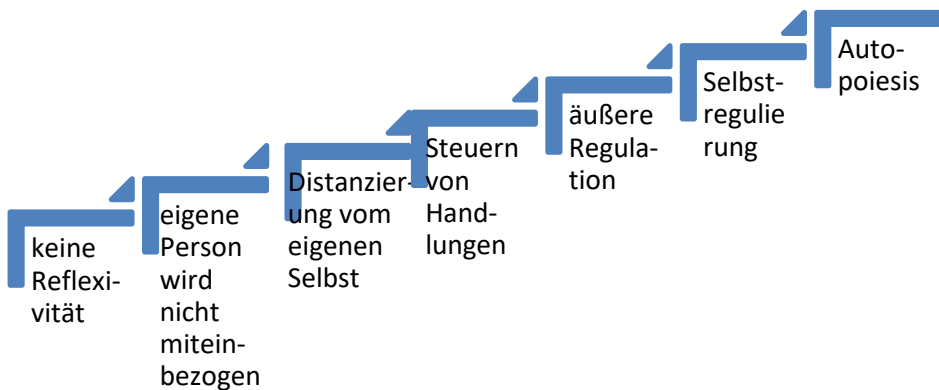 keine
Reflexi-
vität
eigene
Person
wird
nicht
mitein-
bezogen
Distanzier-
ung vom
eigenen
Selbst
Steuern
von
Hand-
lungen
äußere
Regula-
tion
Selbst-
regulie
rung
Auto-
poiesis